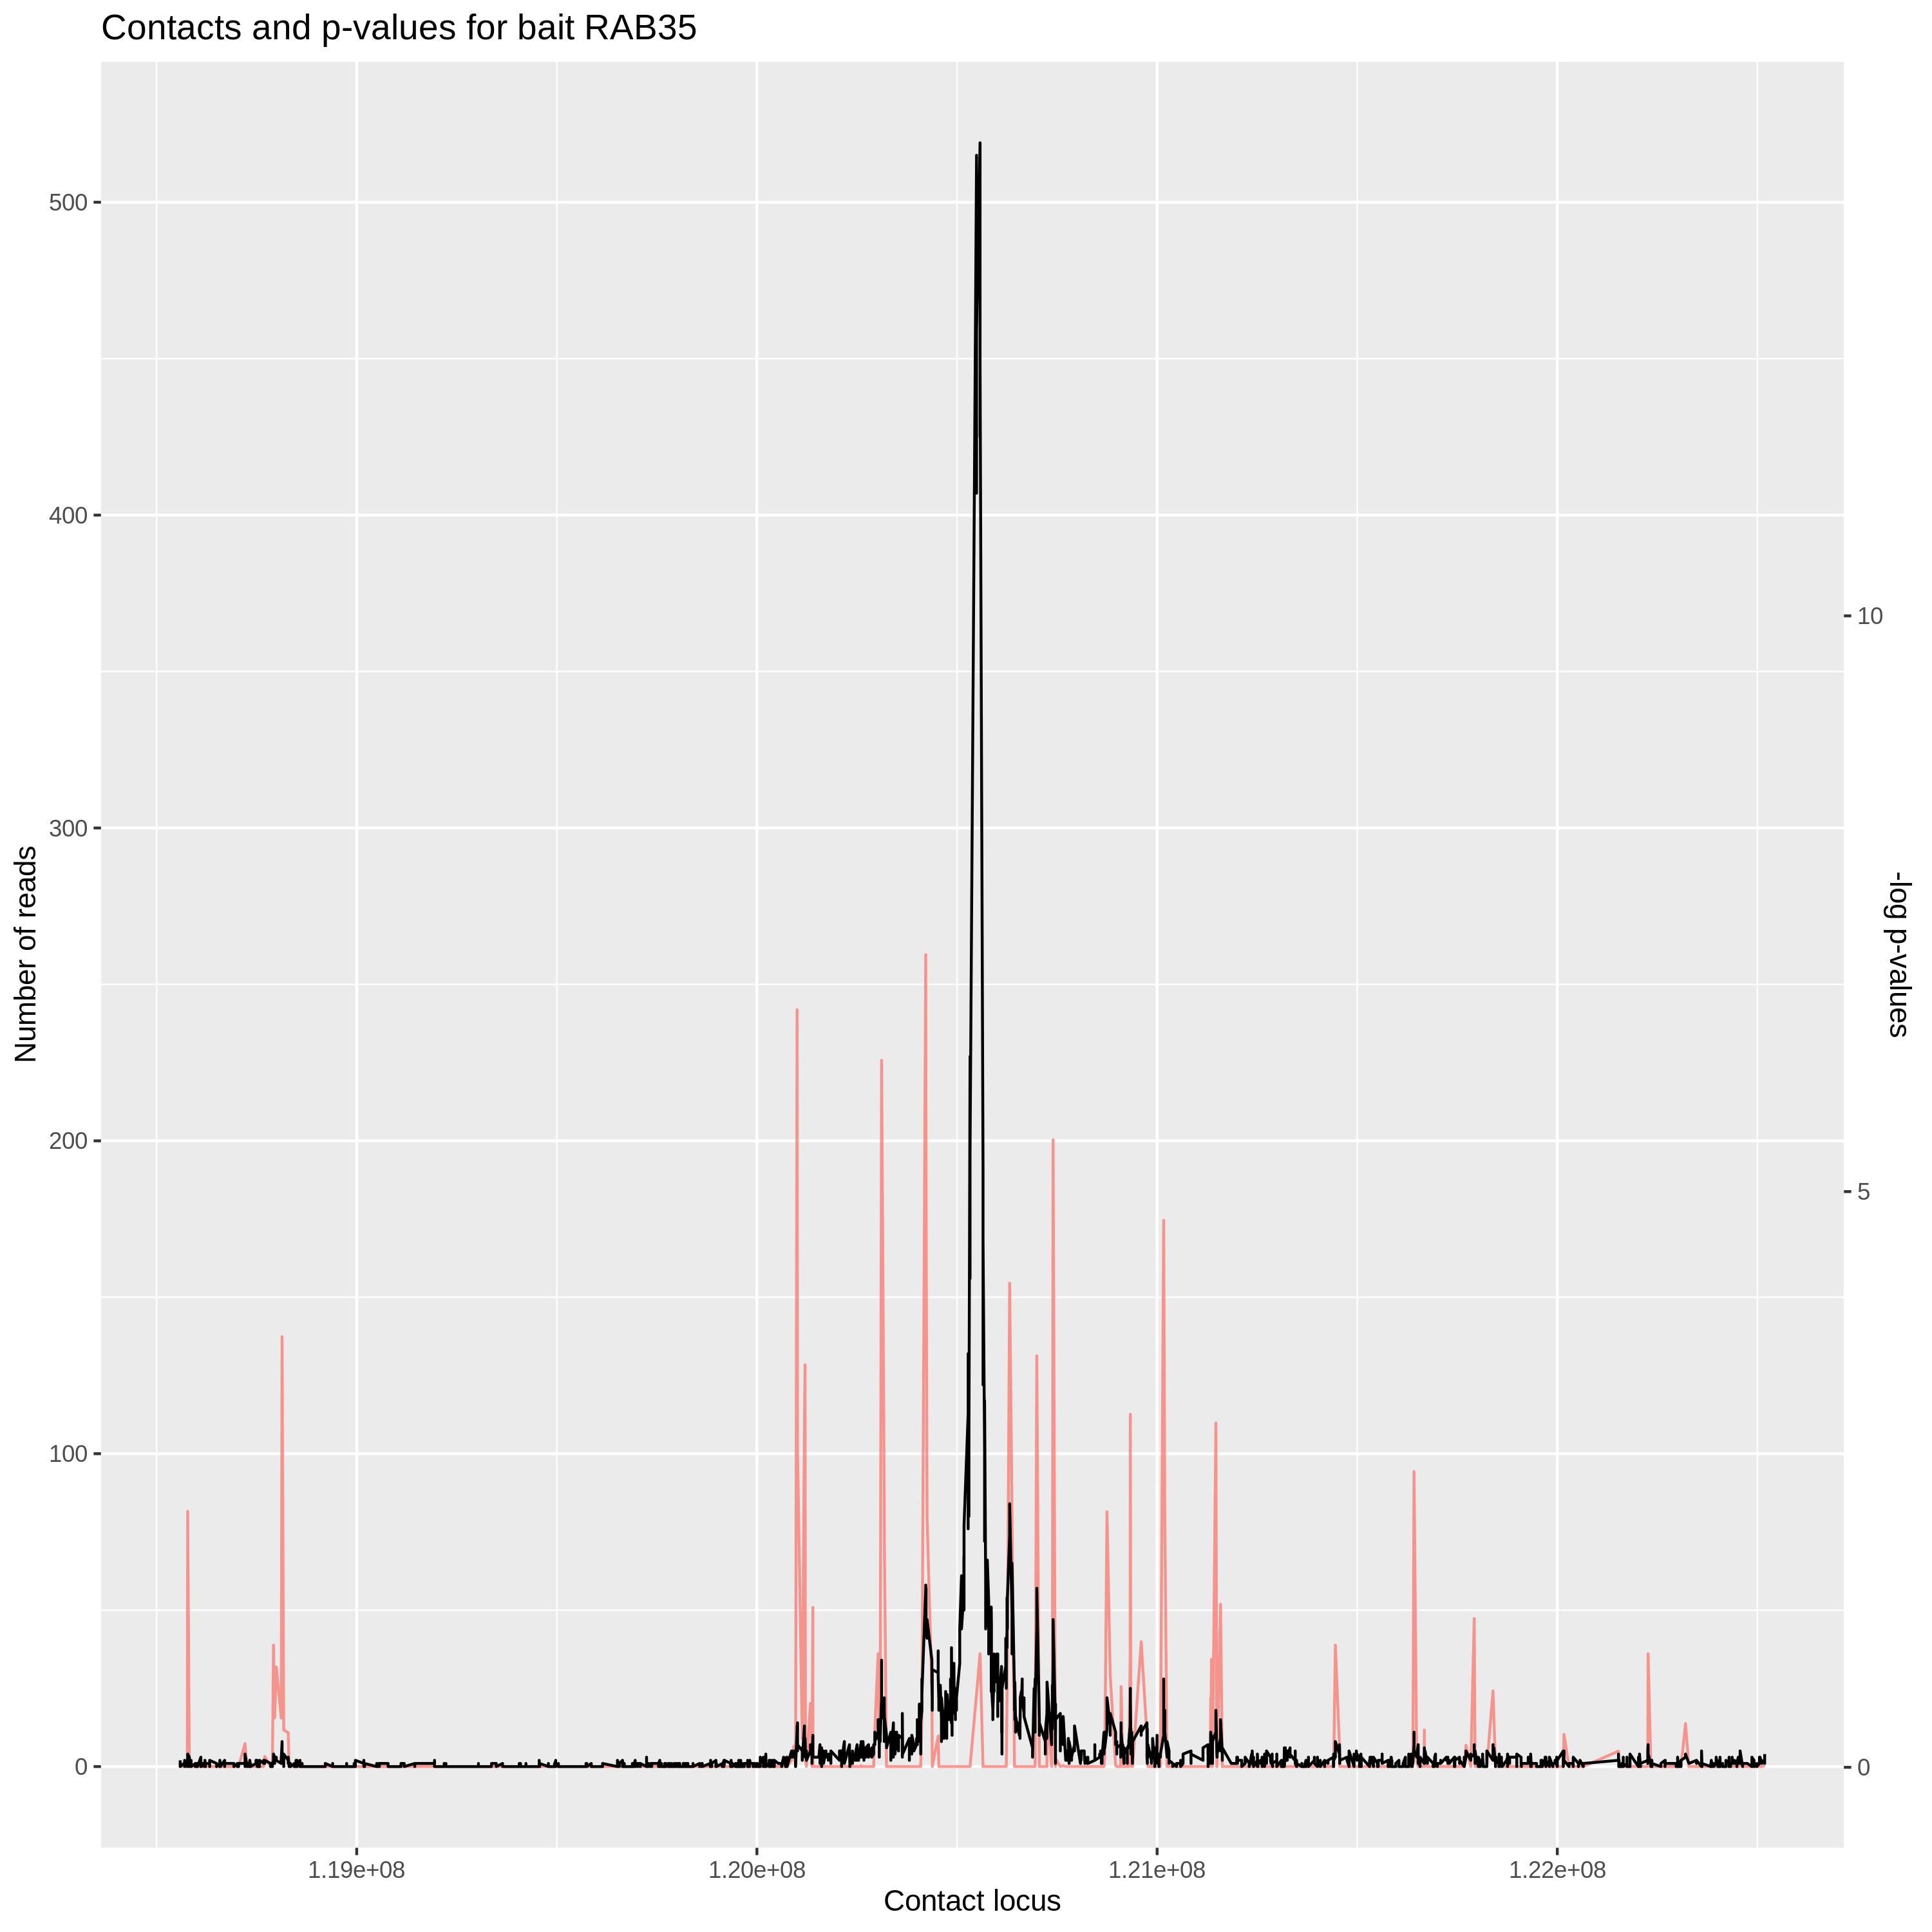 Contacts and p-values for bait RAB35
500
400
300
200
100
0
Number of reads
10
5
0
-log p-values
1.19e+08
1.20e+08
1.21e+08
1.22e+08
Contact locus